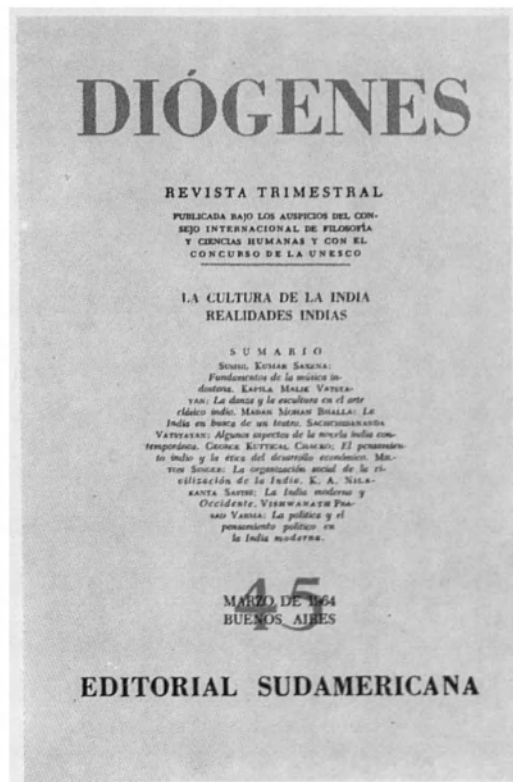 DIÓGENES
REVISTA TRIMESTRAL
PUBLICADA BAJO LOS AUSPICIOS DEL CON-
SEJO INTERNACIONAL DE FILOSOFÍA
Y CIENCIAS HUMANAS Y CON EL
CONCURSO DE LA UNESCO
LA CULTURA DE LA INDIA
REALIDADES INDIAS
SUMARIO
SUSHIL KUMAR SAXENA:
Fundamentos de la música in-
dostana. KAPILA MALIK VATSYA-
YAN: La danza y la escultura en el arte
clásico indio. MADAN MOHAN BHALLA: La
India en busca de un teatro. SACHCHIDANANDA
VATSYAYAN: Algunos aspectos de la novela india con-
temporánea. GEORGE KUTTICAL CHACKO: El pensamien-
to indio y la ética del desarrollo económico. MIL-
TON SINGER: La organización social de la ci-
vilización de la India. K. A. NILA-
KANTA SASTRI: La India moderna y
Occidente. VISHWANATH PRA-
SAD VARMA: La política y el
pensamiento político en
la India moderna.
45
MARZO DE 1964
BUENOS AIRES
EDITORIAL SUDAMERICANA